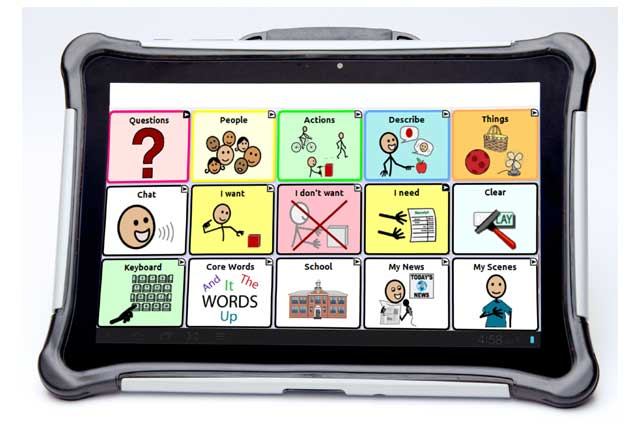 Questions
People
Actions
Describe
Things
?
Chat
I want
I don't want
I need
Clear
LAY
Keyboard
Core Words
And
It
The
WORDS
Up
School
My News
TODAY'S
NEWS
My Scenes
4:58